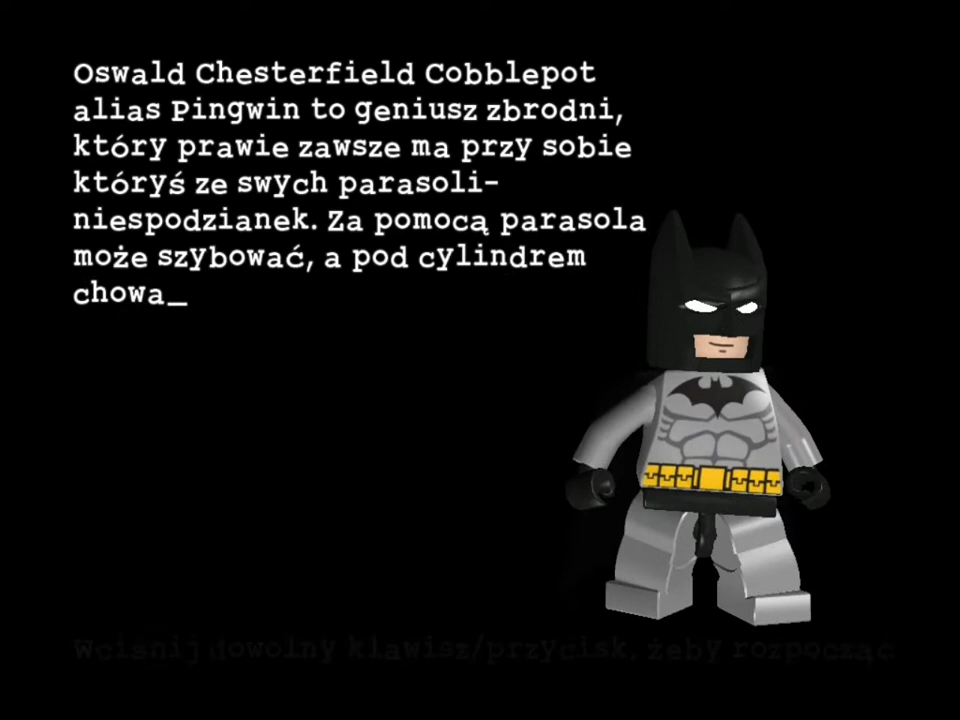 Oswald Chesterfield Cobblepot
alias Pingwin to geniusz zbrodni,
który prawie zawsze ma przy sobie
któryś ze swych parasoli-
niespodzianek. Za pomocą parasola
może szybować, a pod cylindrem
chowa_
Wciśnij dowolny klawisz/przycisk, żeby rozpocząć